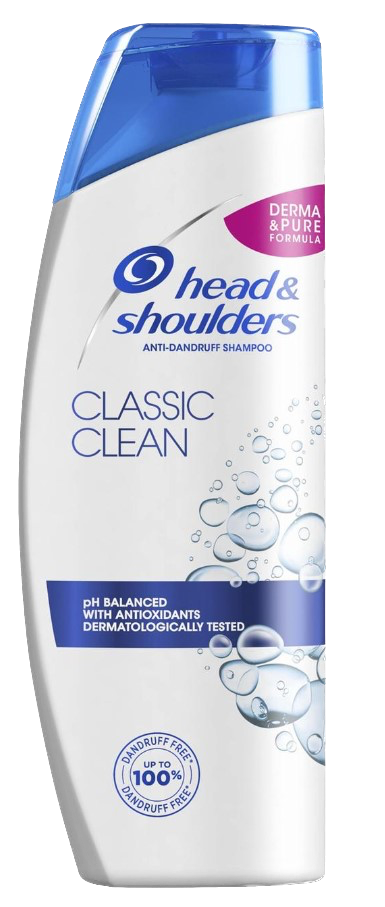 DERMA
&PURE
FORMULA
head &
shoulders
ANTI-DANDRUFF SHAMPOO
CLASSIC
CLEAN
pH BALANCED
WITH ANTIOXIDANTS
DERMATOLOGICALLY TESTED
DANDRUFF FREE*
UP TO
100%
DANDRUFF FREE*